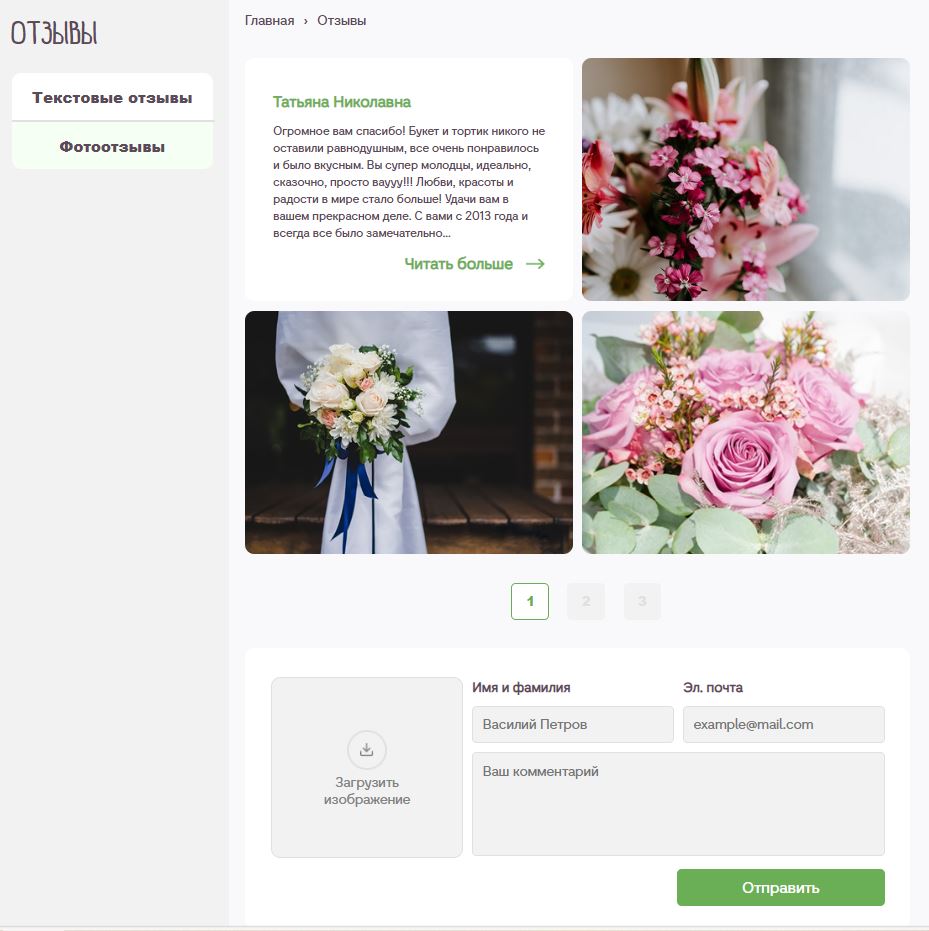 ОТЗЫВЫ
Текстовые отзывы
Фотоотзывы
Главная › Отзывы
Татьяна Николавна
Огромное вам спасибо! Букет и тортик никого не
оставили равнодушным, все очень понравилось
и было вкусным. Вы супер молодцы, идеально,
сказочно, просто вауyу!!! Любви, красоты и
радости в мире стало больше! Удачи вам в
вашем прекрасном деле. С вами с 2013 года и
всегда все было замечательно...
Читать больше →
1 2 3
Загрузить
изображение
Имя и фамилия
Василий Петров
Эл. почта
example@mail.com
Ваш комментарий
Отправить